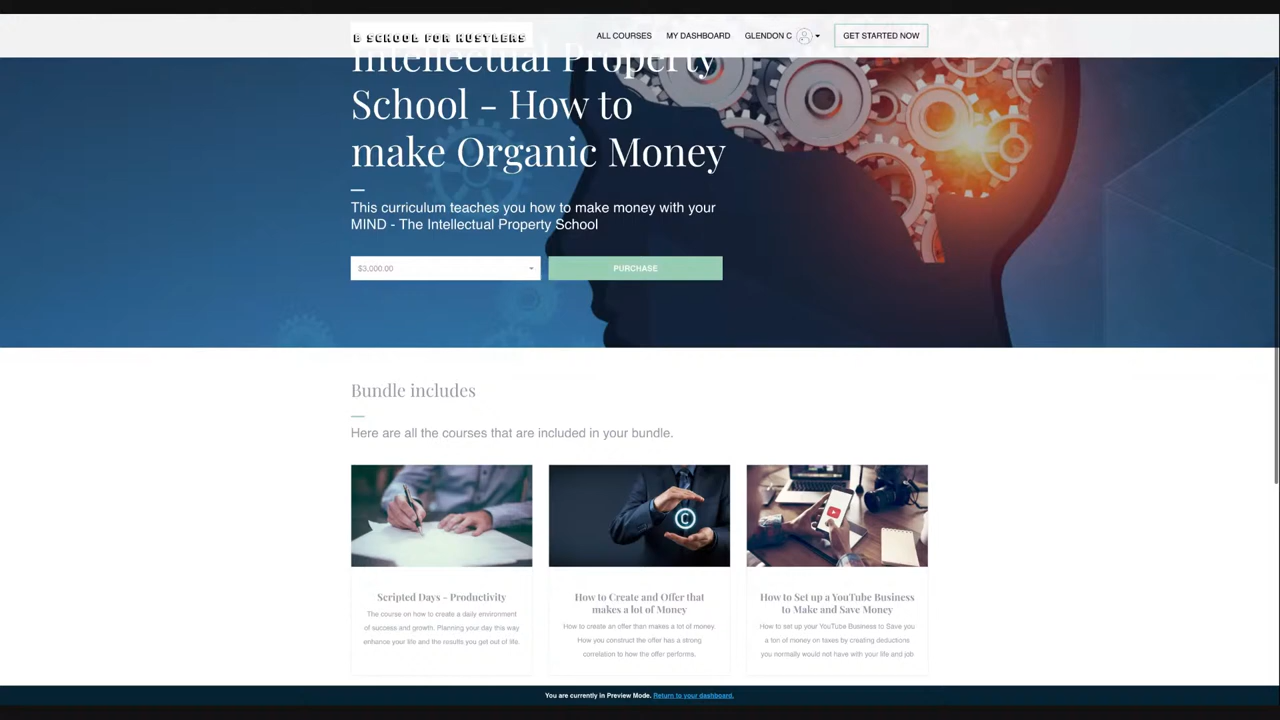 B SCHOOL FOR HUSTLERS
ALL COURSES
MY DASHBOARD
GLENDON C
GET STARTED NOW
Intellectual Property
School - How to
make Organic Money
This curriculum teaches you how to make money with your
MIND - The Intellectual Property School
$3,000.00
PURCHASE
Bundle includes
Here are all the courses that are included in your bundle.
Scripted Days - Productivity
The course on how to create a daily environment
of success and growth. Planning your day this way
enhance your life and the results you get out of life.
How to Create and Offer that
makes a lot of Money
How to create an offer than makes a lot of money.
How you construct the offer has a strong
correlation to how the offer performs.
How to Set up a YouTube Business
to Make and Save Money
How to set up your YouTube Business to Save you
a ton of money on taxes by creating deductions
you normally would not have with your life and job
You are currently in Preview Mode. Return to your dashboard.